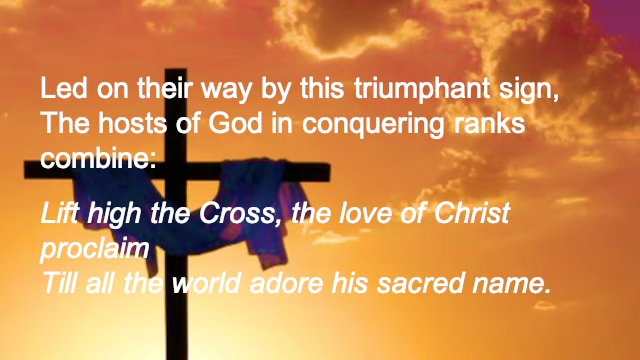 Led on their way by this triumphant sign,
The hosts of God in conquering ranks
combine:
Lift high the Cross, the love of Christ
proclaim
Till all the world adore his sacred name.